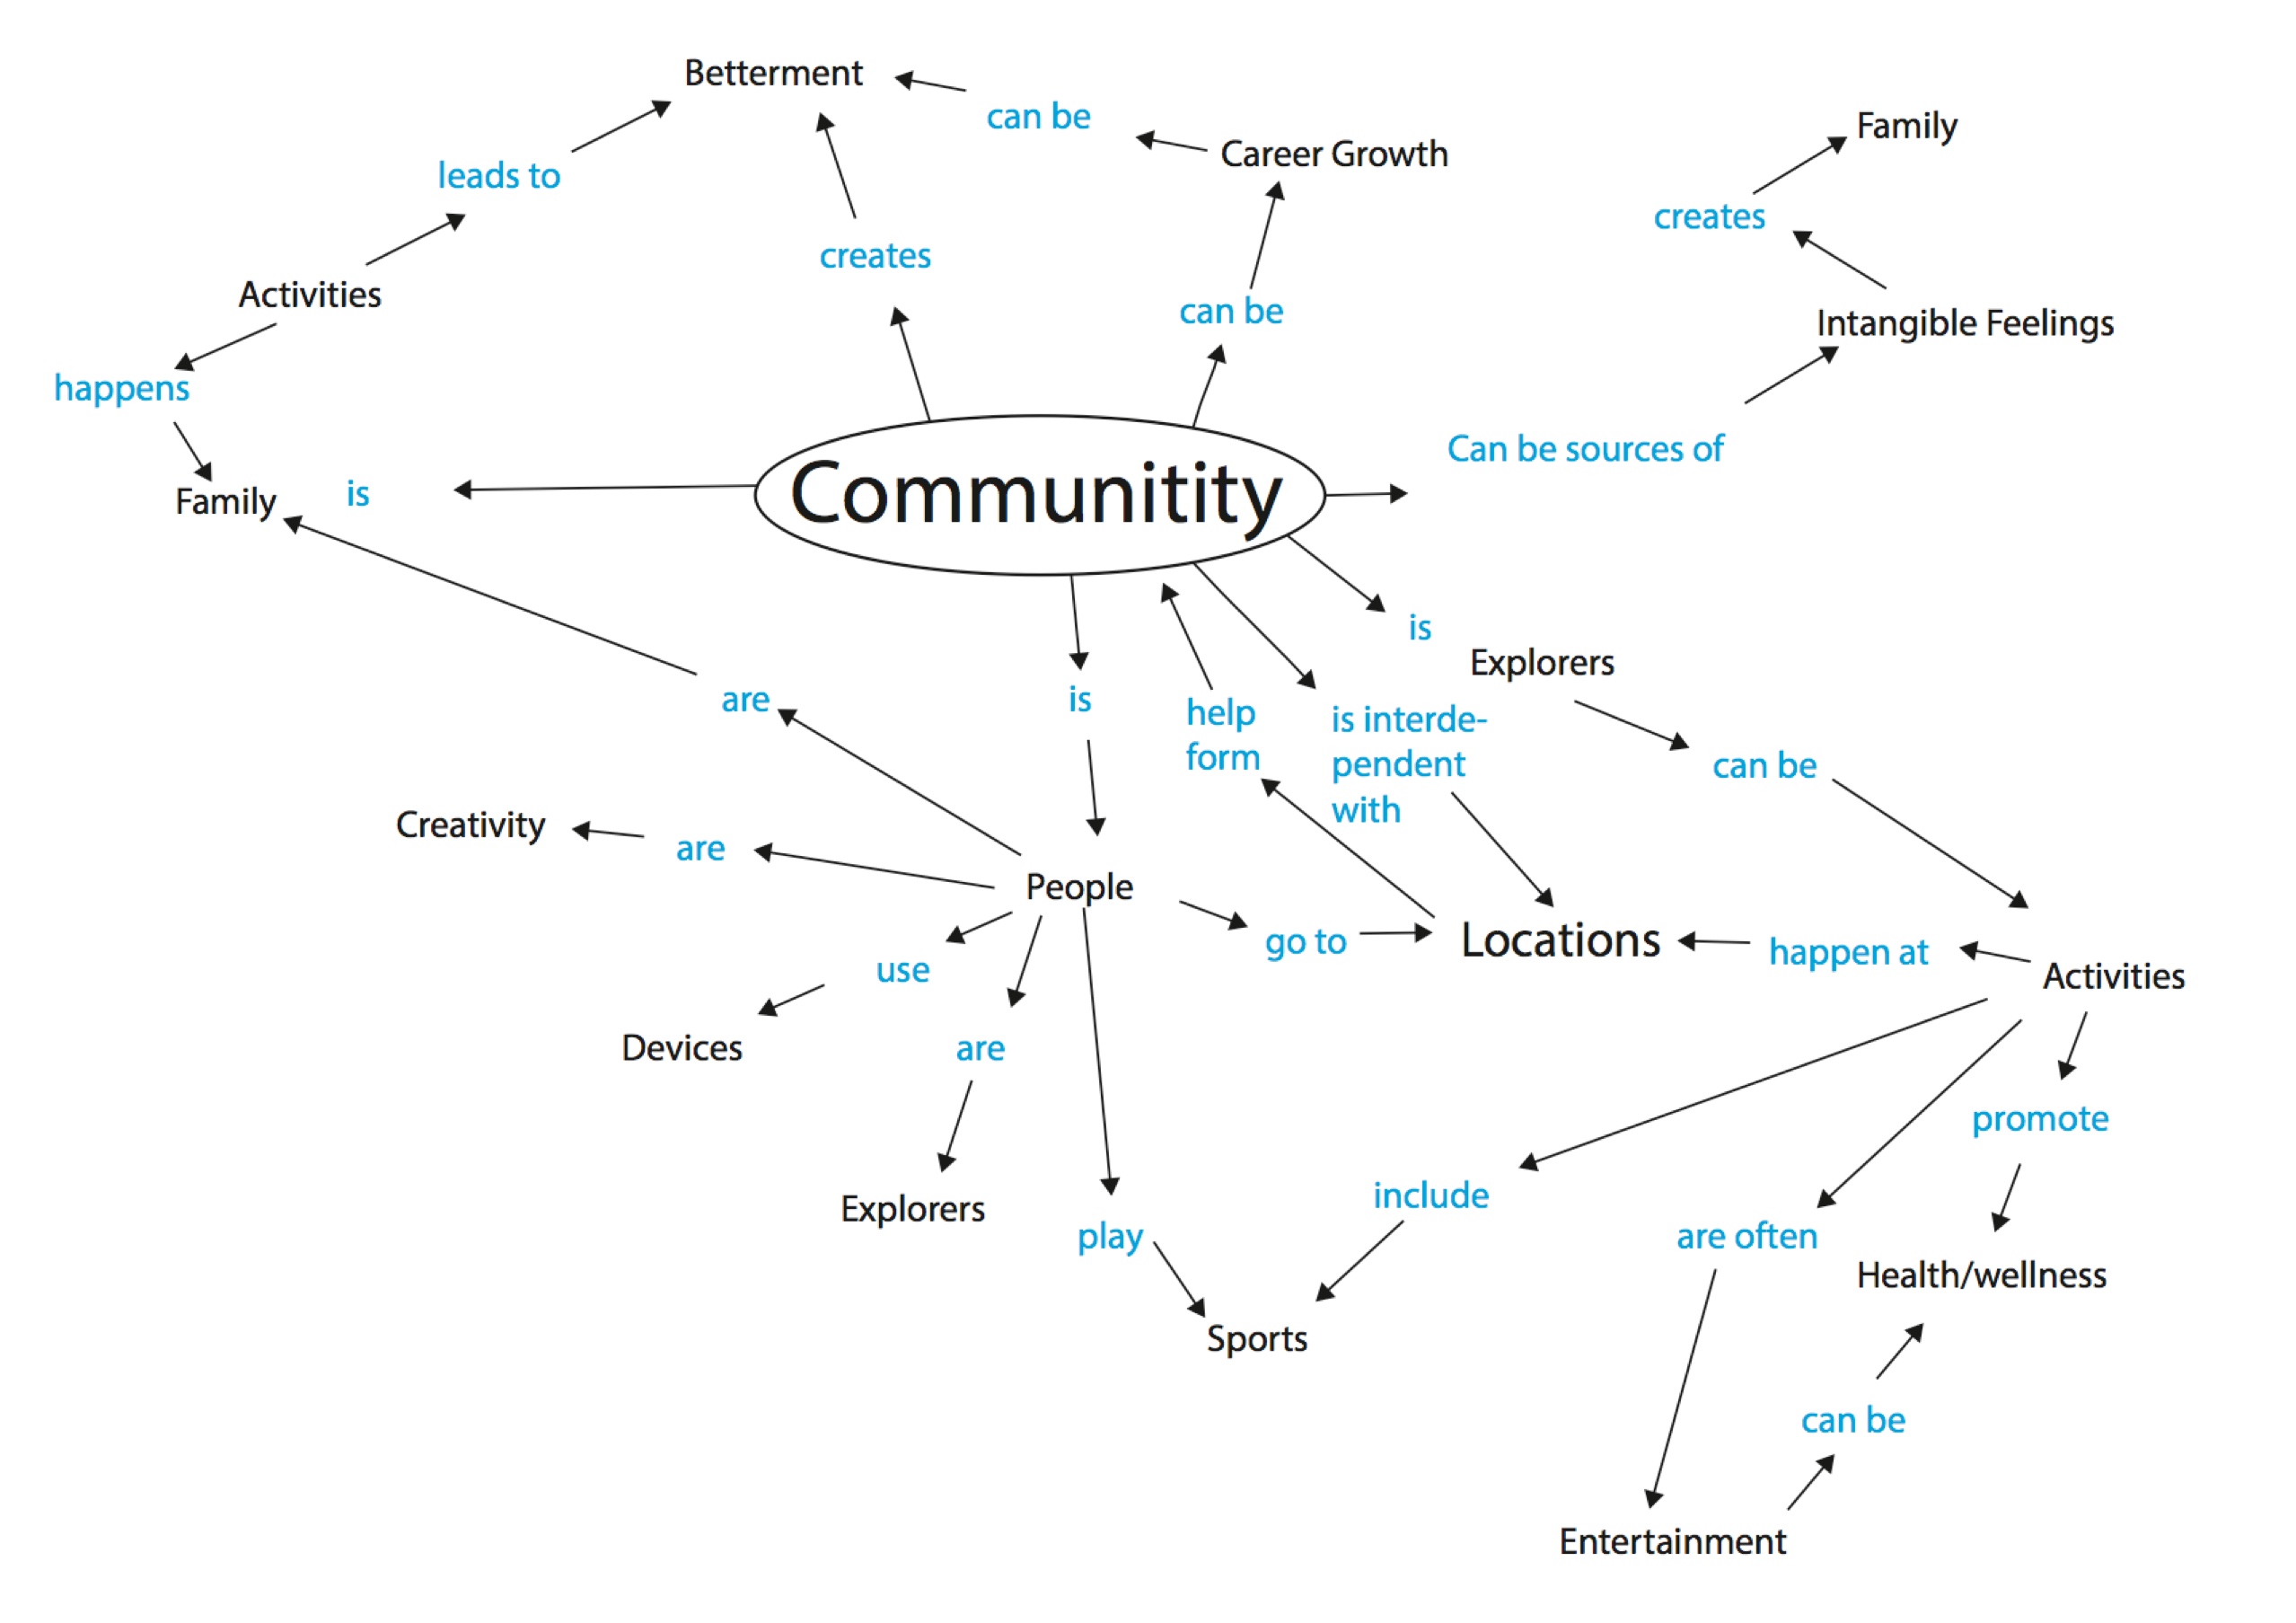 Betterment
can be
Family
Career Growth
leads to
creates
creates
Activities
can be
Intangible Feelings
happens
Can be sources of
Communitity
Family
is
is
Explorers
are
is
help
form
is interde-
pendent
with
can be
Creativity
are
People
go to
Locations
happen at
Activities
use
Devices
are
promote
include
Explorers
play
are often
Health/wellness
Sports
can be
Entertainment